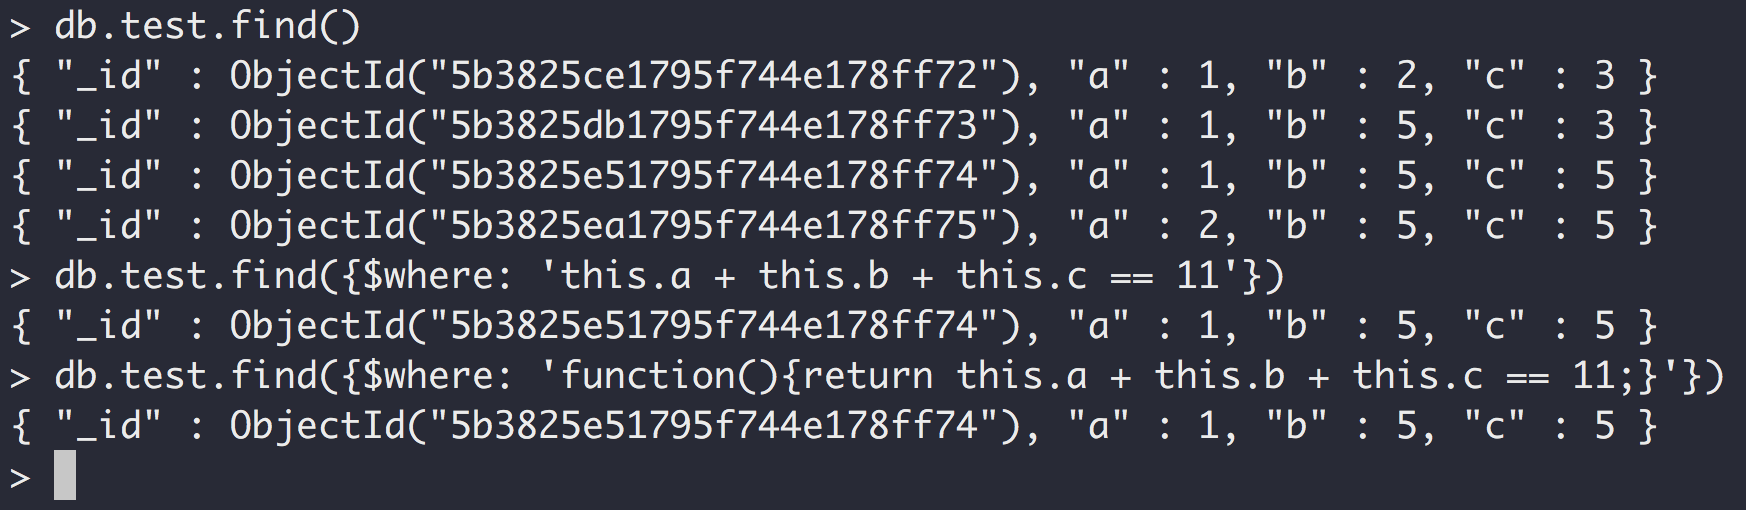 > db.test.find()
{ "_id" : ObjectId("5b3825ce1795f744e178ff72"), "a" : 1, "b" : 2, "c" : 3 }
{ "_id" : ObjectId("5b3825db1795f744e178ff73"), "a" : 1, "b" : 5, "c" : 3 }
{ "_id" : ObjectId("5b3825e51795f744e178ff74"), "a" : 1, "b" : 5, "c" : 5 }
{ "_id" : ObjectId("5b3825ea1795f744e178ff75"), "a" : 2, "b" : 5, "c" : 5 }
> db.test.find({$where: 'this.a + this.b + this.c == 11'})
{ "_id" : ObjectId("5b3825e51795f744e178ff74"), "a" : 1, "b" : 5, "c" : 5 }
> db.test.find({$where: 'function(){return this.a + this.b + this.c == 11;}'})
{ "_id" : ObjectId("5b3825e51795f744e178ff74"), "a" : 1, "b" : 5, "c" : 5 }
>